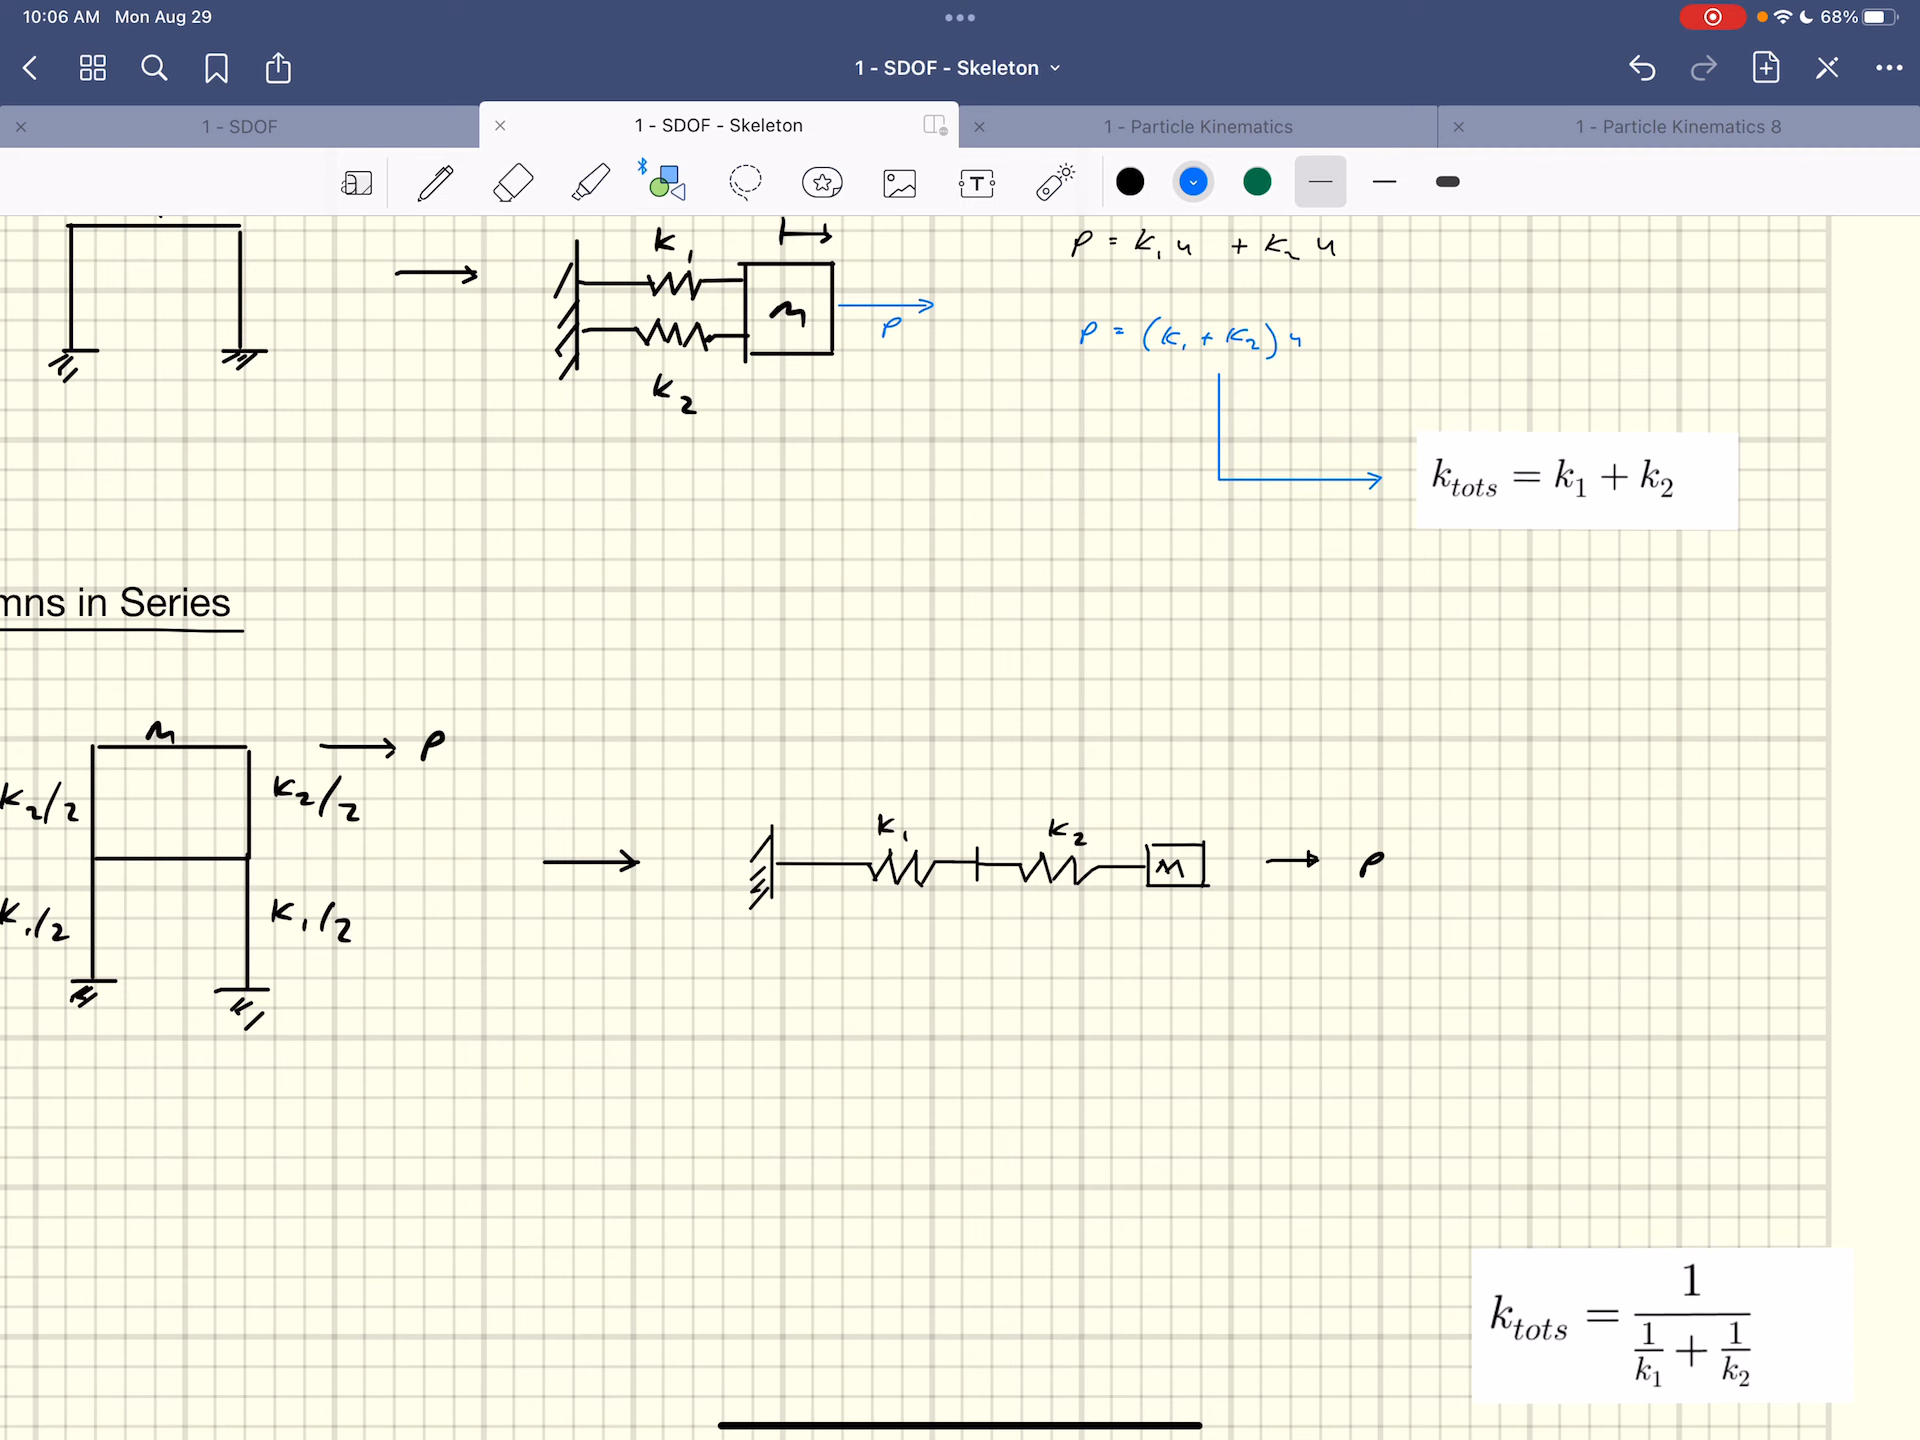 10:06 AM Mon Aug 29
68%
1 - SDOF - Skeleton
1 - SDOF
1 - SDOF - Skeleton
1 - Particle Kinematics
1 - Particle Kinematics 8
T
K₁
M
P
K₂
P = K₁ u + K₂ u
P = (K₁ + K₂) u
k_tots = k₁ + k₂
mns in Series
M
P
K₂/2
K₂/2
K₁/2
K₁/2
K₁
K₂
M
P
k_tots = 1 / (1/k₁ + 1/k₂)